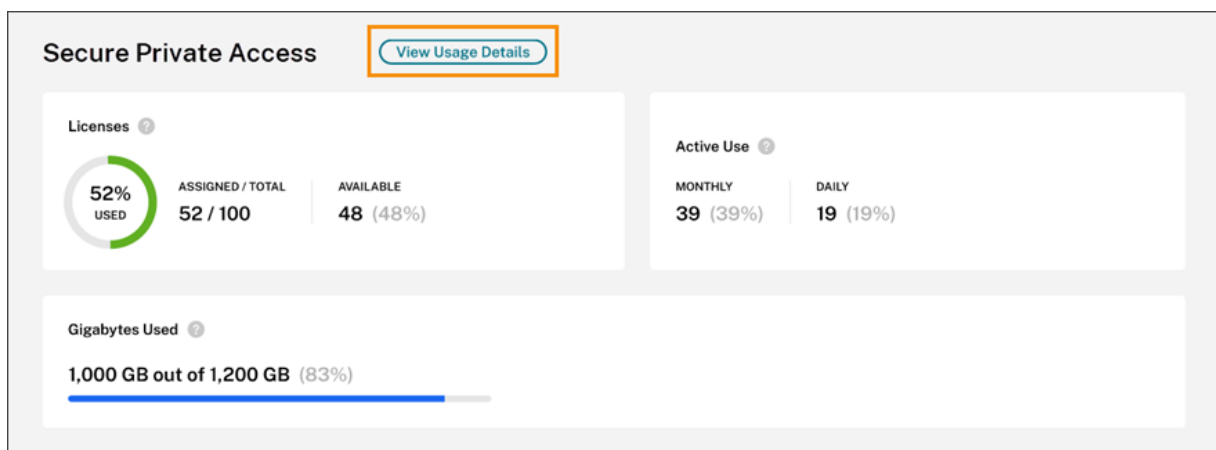 Secure Private Access
View Usage Details
Licenses ?
52%
USED
ASSIGNED / TOTAL
52 / 100
AVAILABLE
48 (48%)
Active Use ?
MONTHLY
39 (39%)
DAILY
19 (19%)
Gigabytes Used ?
1,000 GB out of 1,200 GB (83%)